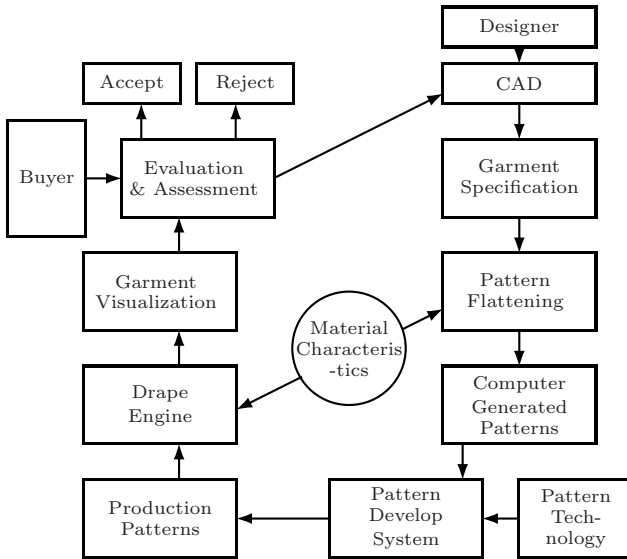 Designer
Accept
Reject
CAD
Buyer
Evaluation
& Assessment
Garment
Specification
Garment
Visualization
Material
Characteris
-tics
Pattern
Flattening
Drape
Engine
Computer
Generated
Patterns
Production
Patterns
Pattern
Develop
System
Pattern
Tech-
nology